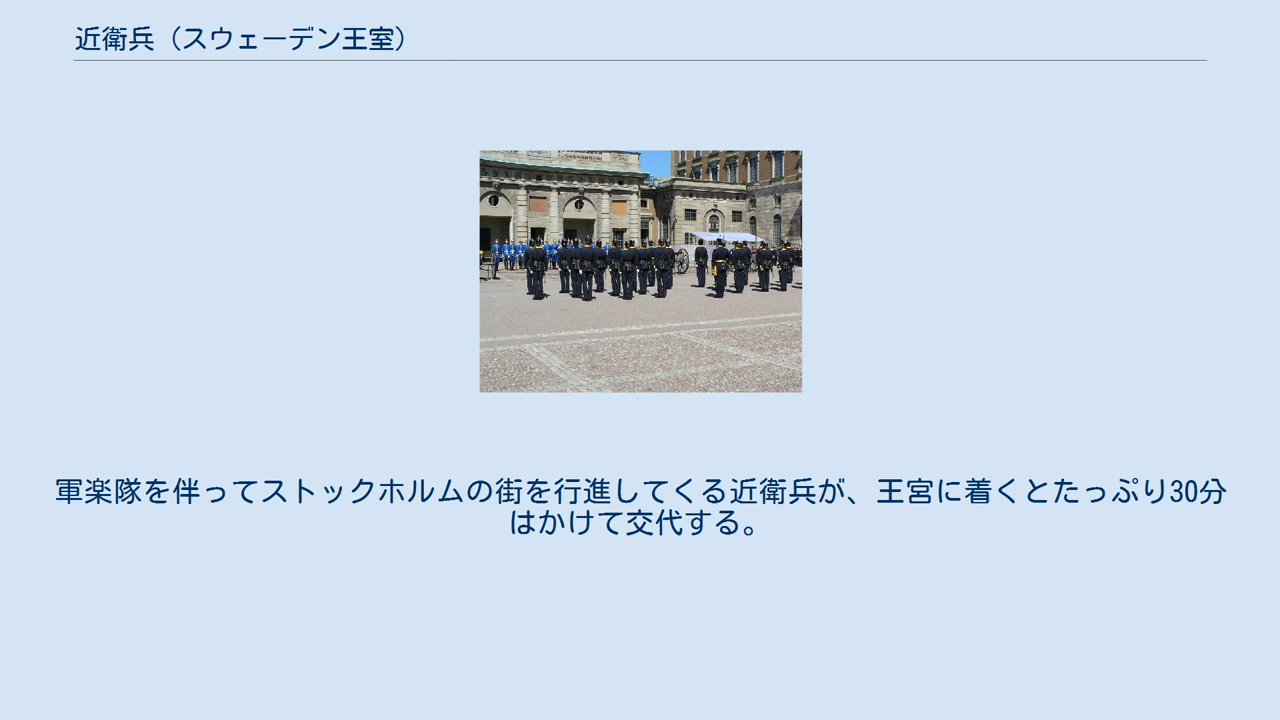 近衛兵（スウェーデン王室）
軍楽隊を伴ってストックホルムの街を行進してくる近衛兵が、王宮に着くとたっぷり30分
はかけて交代する。